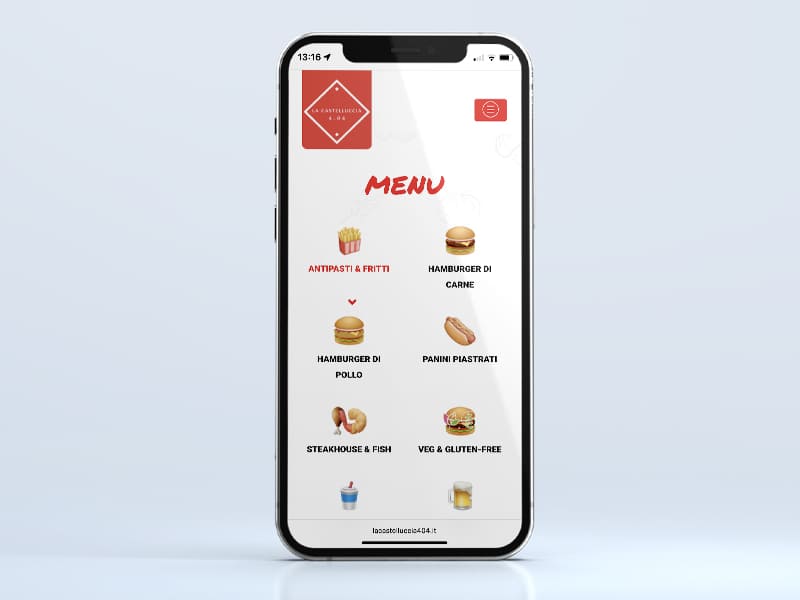 13:16
LA CASTELLUCCIA
4.04
MENU
ANTIPASTI & FRITTI
HAMBURGER DI
CARNE
HAMBURGER DI
POLLO
PANINI PIASTRATI
STEAKHOUSE & FISH
VEG & GLUTEN-FREE
lacastelluccia404.it